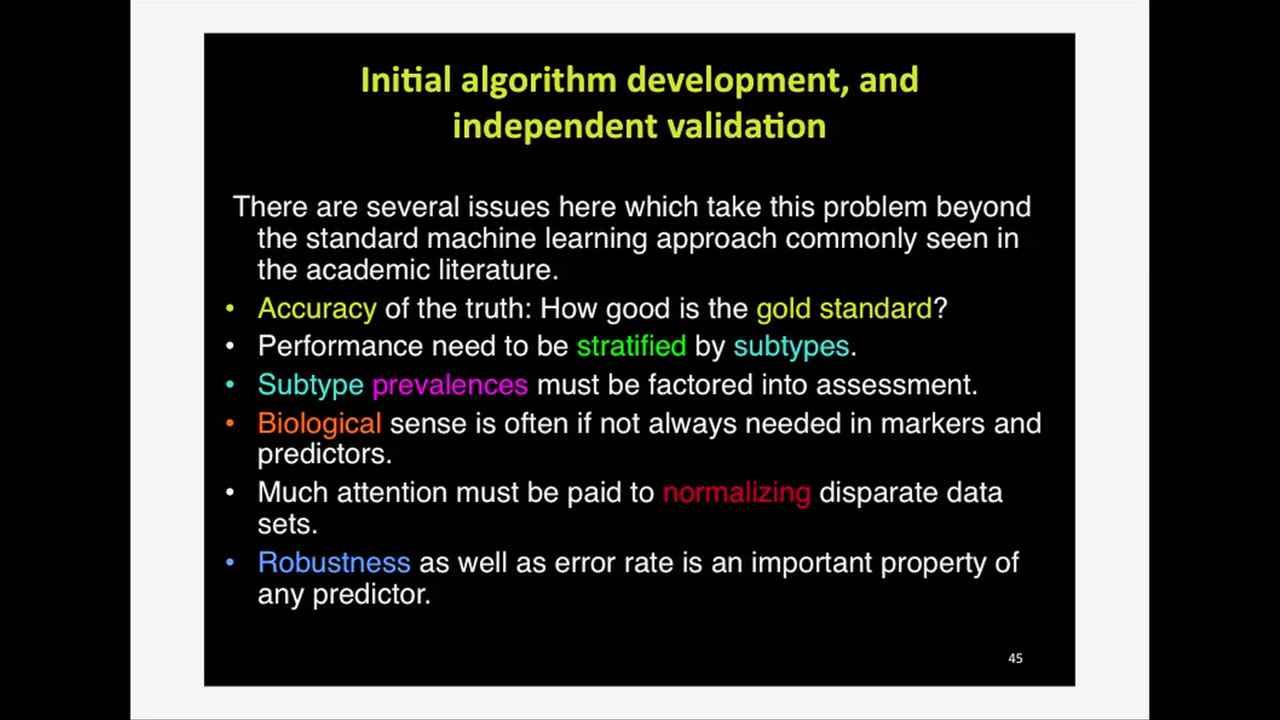 Initial algorithm development, and
independent validation
There are several issues here which take this problem beyond
the standard machine learning approach commonly seen in
the academic literature.
• Accuracy of the truth: How good is the gold standard?
• Performance need to be stratified by subtypes.
• Subtype prevalences must be factored into assessment.
• Biological sense is often if not always needed in markers and
predictors.
• Much attention must be paid to normalizing disparate data
sets.
• Robustness as well as error rate is an important property of
any predictor.
45